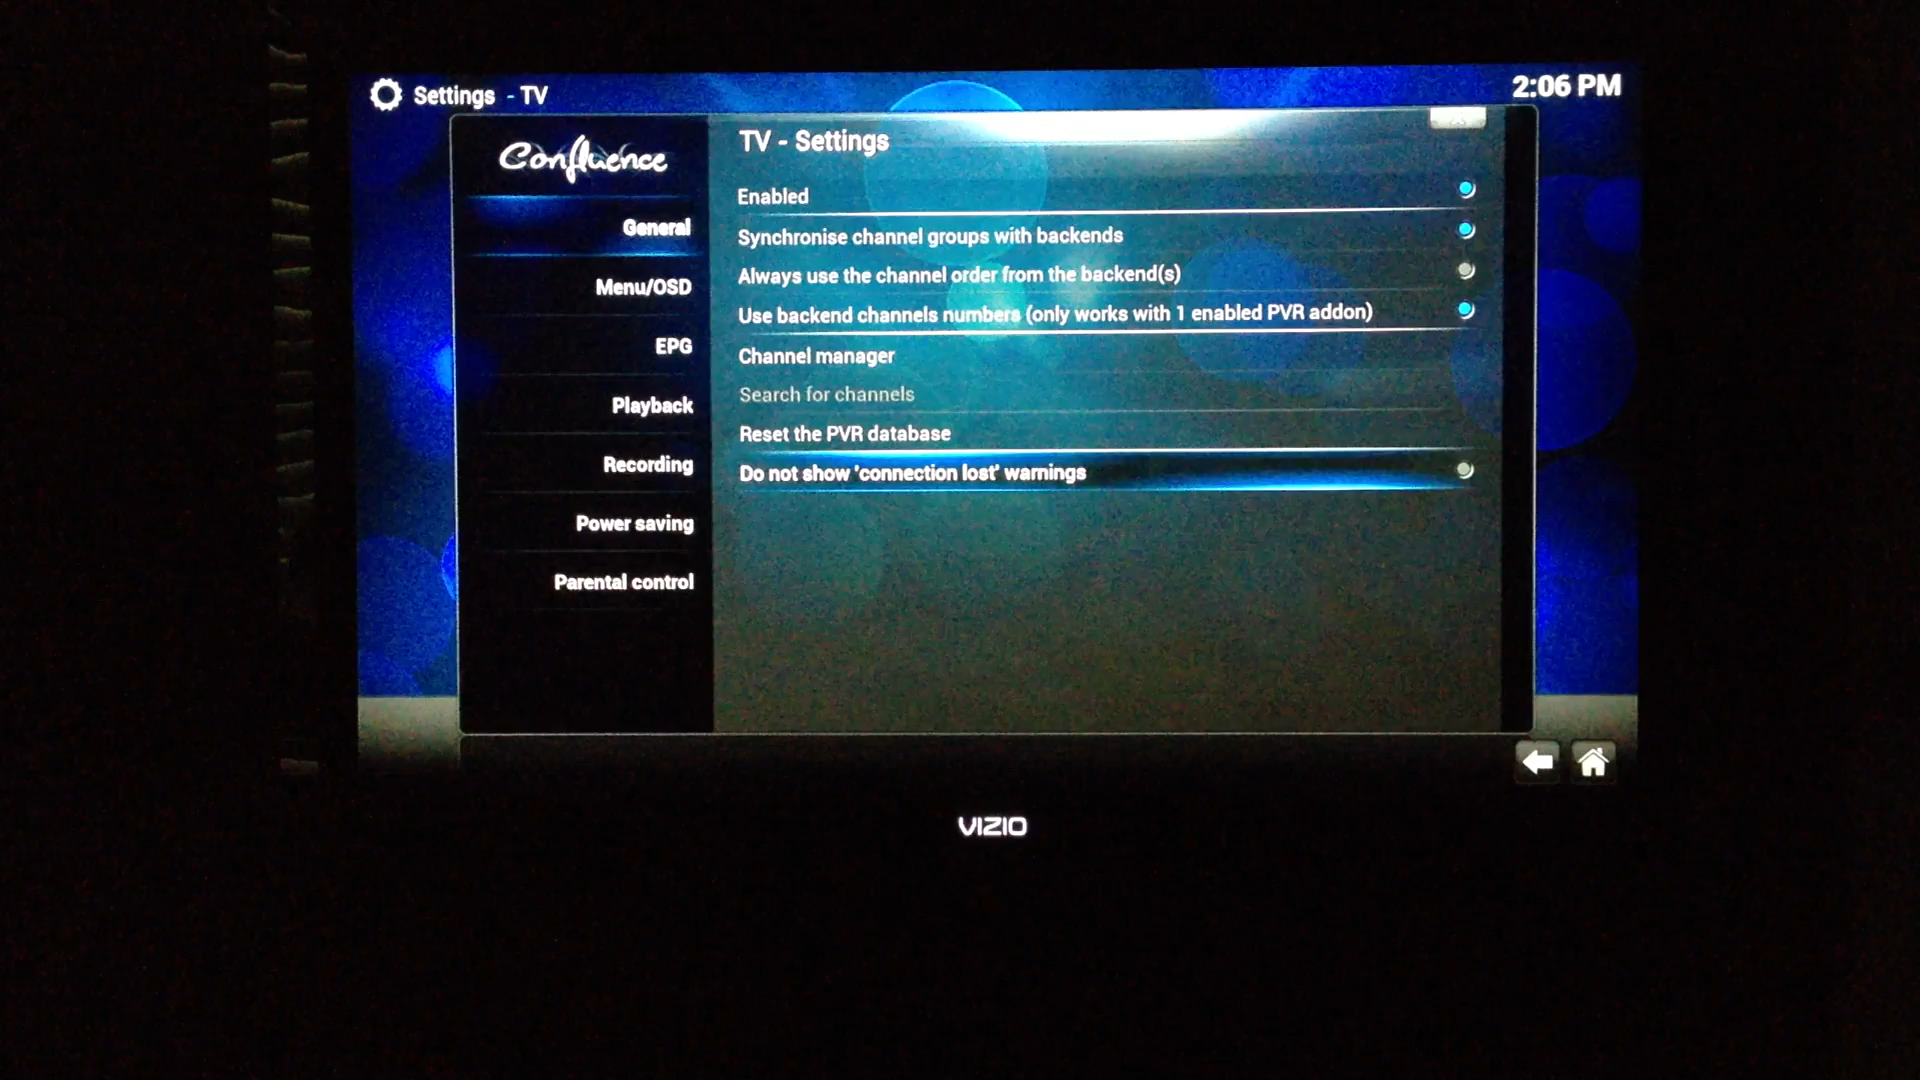 Settings - TV
2:06 PM
Confluence
General
Menu/OSD
EPG
Playback
Recording
Power saving
Parental control
TV - Settings
Enabled
Synchronise channel groups with backends
Always use the channel order from the backend(s)
Use backend channels numbers (only works with 1 enabled PVR addon)
Channel manager
Search for channels
Reset the PVR database
Do not show 'connection lost' warnings
VIZIO